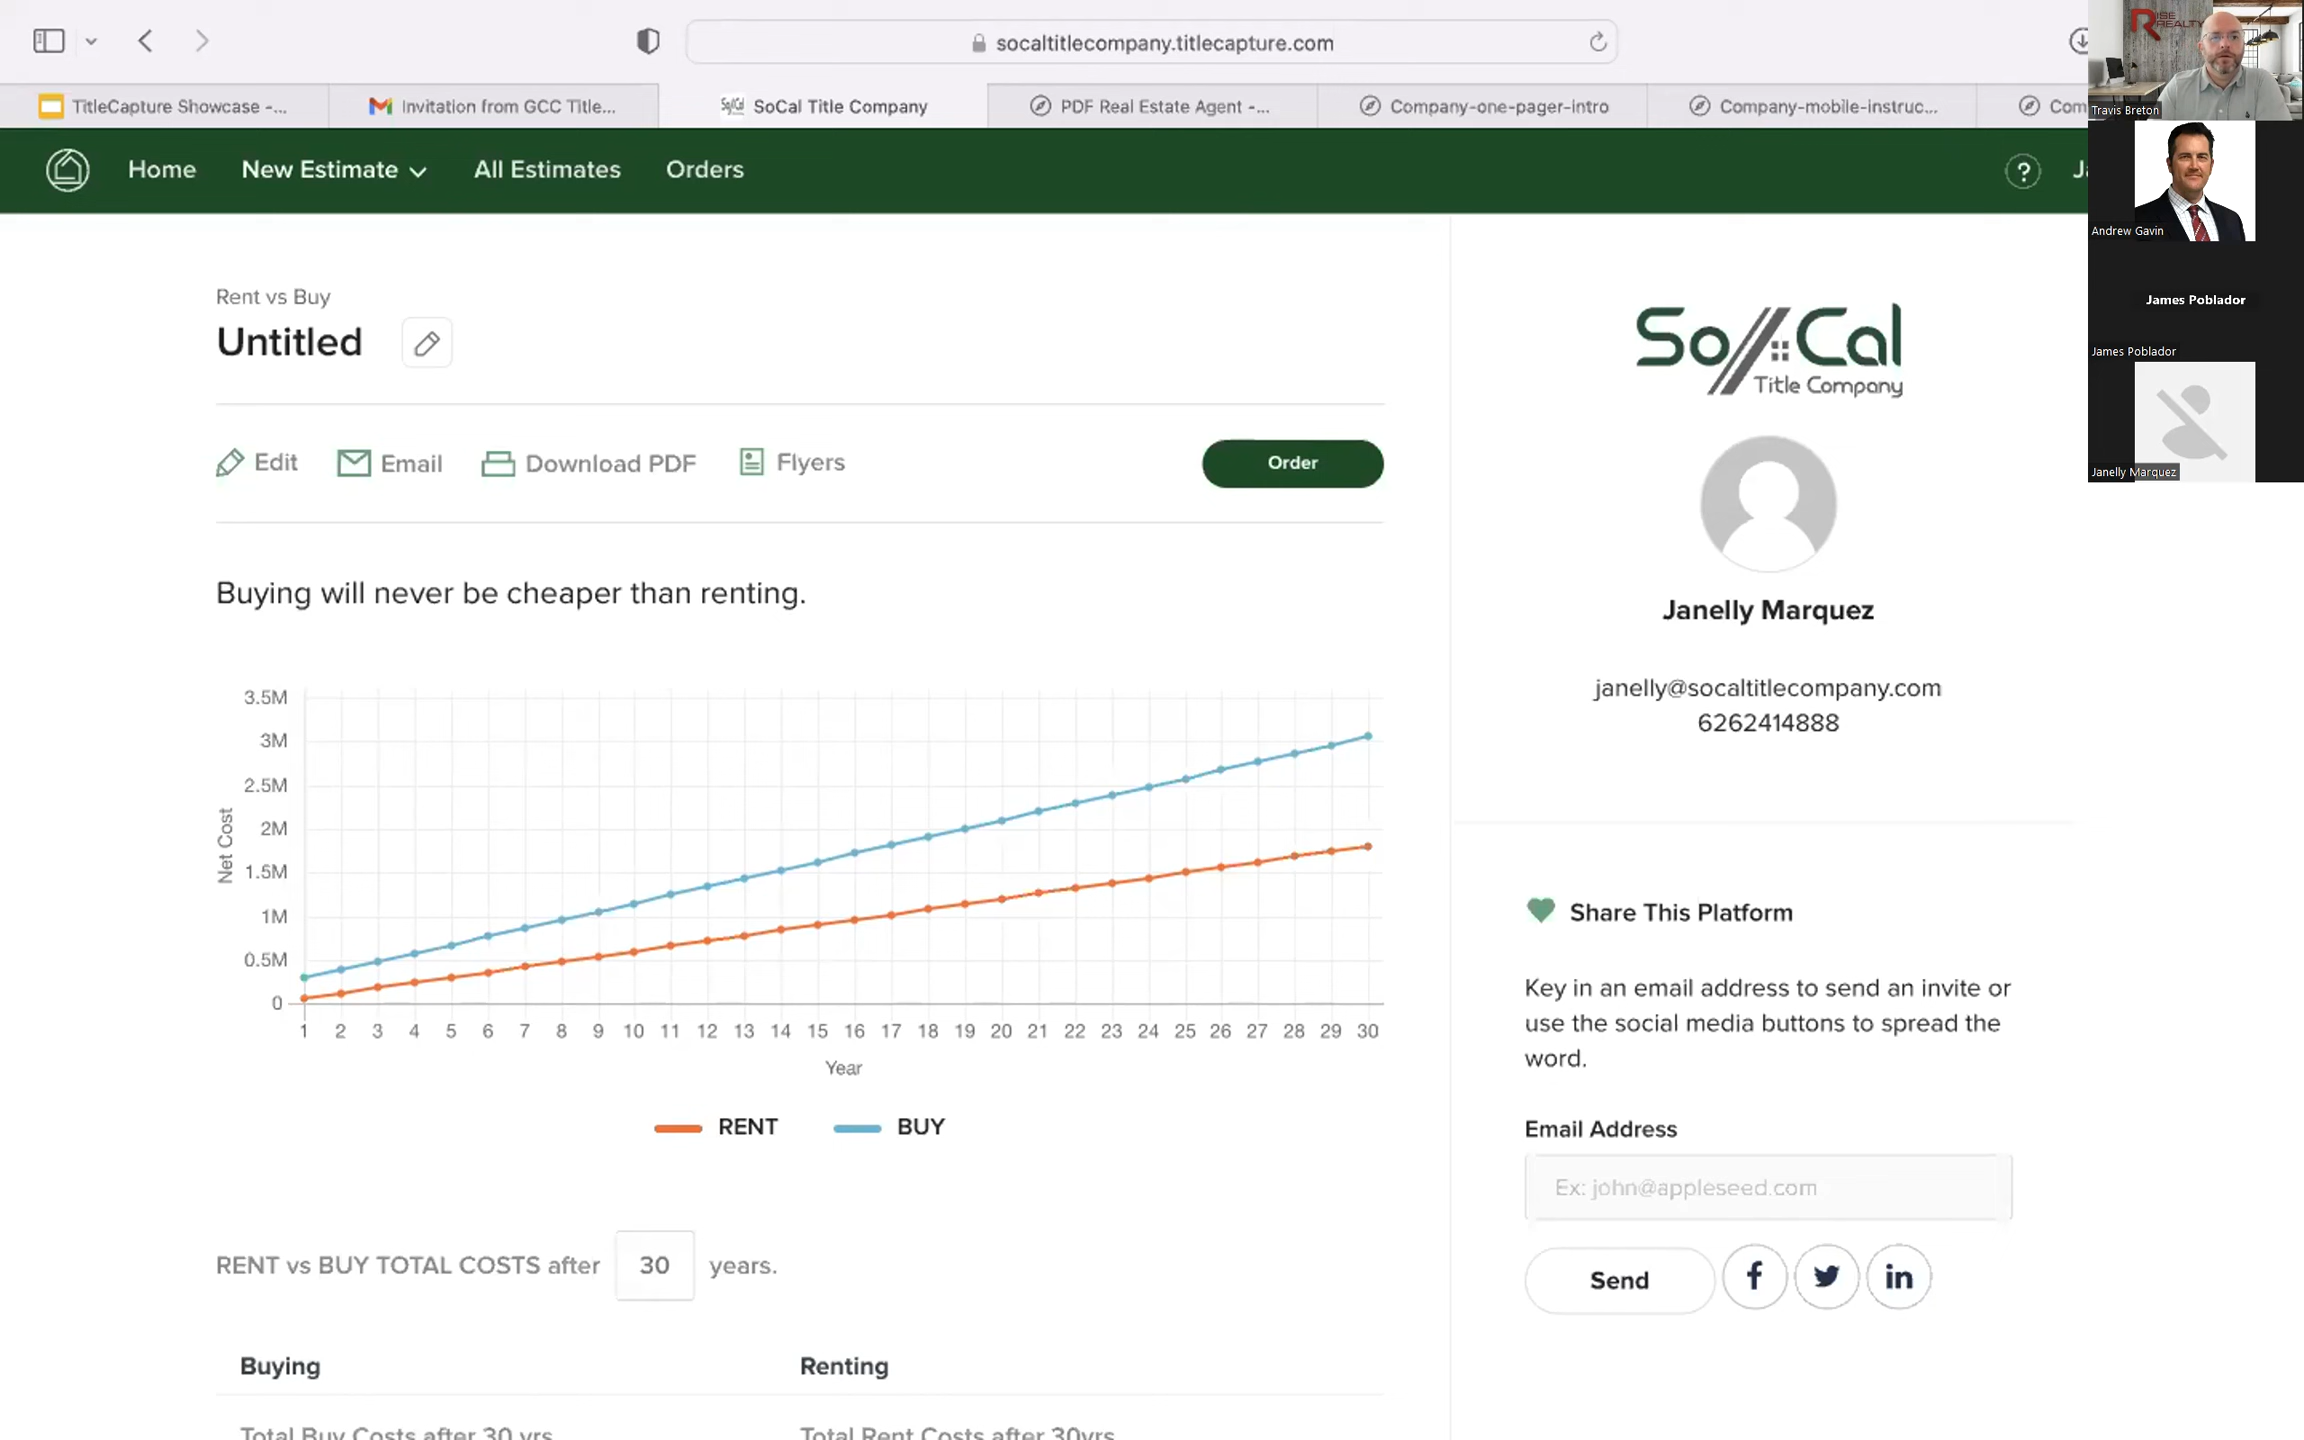 socaltitlecompany.titlecapture.com
TitleCapture Showcase -...
Invitation from GCC Title...
SoCal Title Company
PDF Real Estate Agent -...
Company-one-pager-intro
Company-mobile-instruc...
Com
Home
New Estimate
All Estimates
Orders
?
Ja
RISE
REALTY
Travis Breton
Andrew Gavin
James Poblador
James Poblador
Janelly Marquez
Rent vs Buy
Untitled
Edit
Email
Download PDF
Flyers
Order
Buying will never be cheaper than renting.
Net Cost
3.5M
3M
2.5M
2M
1.5M
1M
0.5M
0
1 2 3 4 5 6 7 8 9 10 11 12 13 14 15 16 17 18 19 20 21 22 23 24 25 26 27 28 29 30
Year
RENT
BUY
RENT vs BUY TOTAL COSTS after 30 years.
Buying
Renting
Total Buy Costs after 30 yrs
Total Rent Costs after 30yrs
SoCal
Title Company
Janelly Marquez
janelly@socaltitlecompany.com
6262414888
Share This Platform
Key in an email address to send an invite or
use the social media buttons to spread the
word.
Email Address
Ex: john@appleseed.com
Send